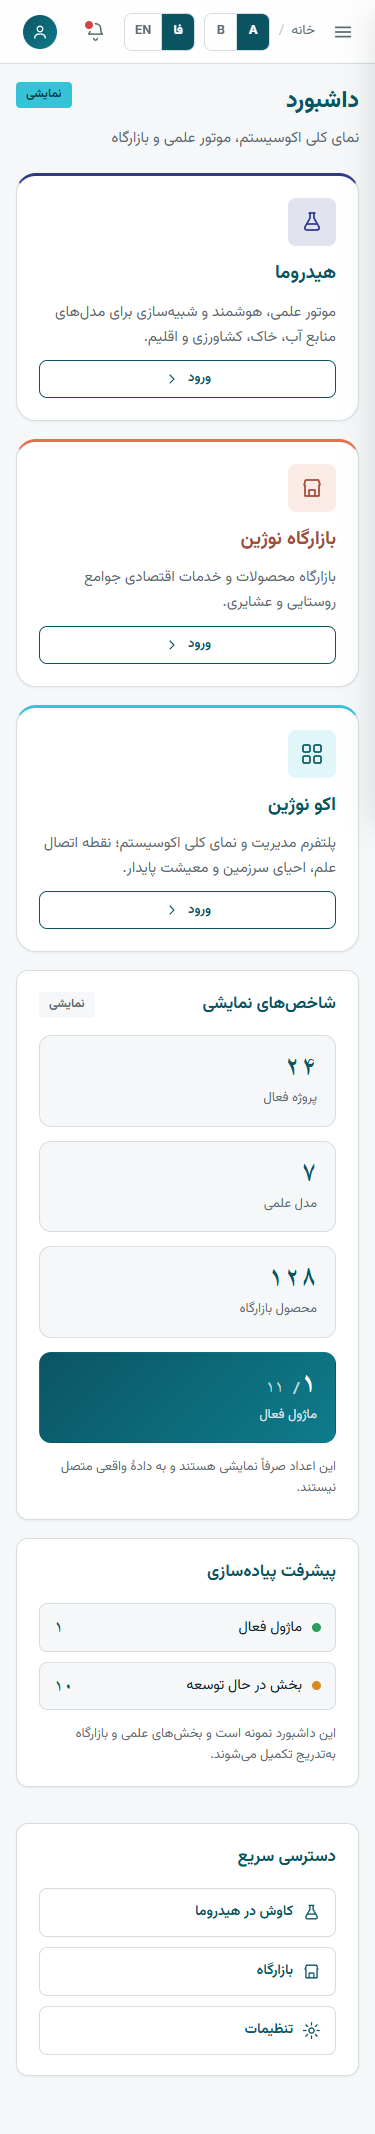 خانه / A B فا EN
داشبورد
نمایشی
نمای کلی اکوسیستم، موتور علمی و بازارگاه
هیدروما
موتور علمی، هوشمند و شبیه‌سازی برای مدل‌های
منابع آب، خاک، کشاورزی و اقلیم.
ورود
بازارگاه نوژین
بازارگاه محصولات و خدمات اقتصادی جوامع
روستایی و عشایری.
ورود
اکو نوژین
پلتفرم مدیریت و نمای کلی اکوسیستم؛ نقطه اتصال
علم، احیای سرزمین و معیشت پایدار.
ورود
شاخص‌های نمایشی
نمایشی
۲۴
پروژه فعال
۷
مدل علمی
۱۲۸
محصول بازارگاه
۱ / ۱۱
ماژول فعال
این اعداد صرفاً نمایشی هستند و به دادهٔ واقعی متصل
نیستند.
پیشرفت پیاده‌سازی
ماژول فعال ۱
بخش در حال توسعه ۱۰
این داشبورد نمونه است و بخش‌های علمی و بازارگاه
به‌تدریج تکمیل می‌شوند.
دسترسی سریع
کاوش در هیدروما
بازارگاه
تنظیمات